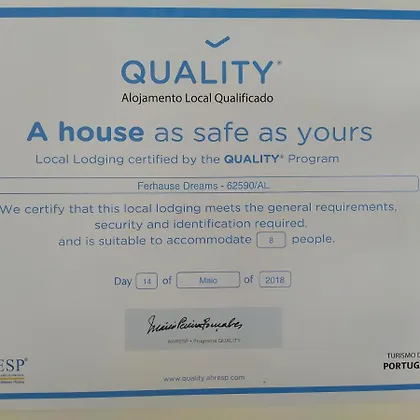 QUALITY®
Alojamento Local Qualificado
A house as safe as yours
Local Lodging certified by the QUALITY® Program
Ferhause Dreams - 62590/AL
We certify that this local lodging meets the general requirements,
security and identification required,
and is suitable to accommodate 8 people.
Day 14 of Maio of 2018
AHRESP • Programa QUALITY
ESP®
TURISMO D
PORTUG
www.quality.ahresp.com